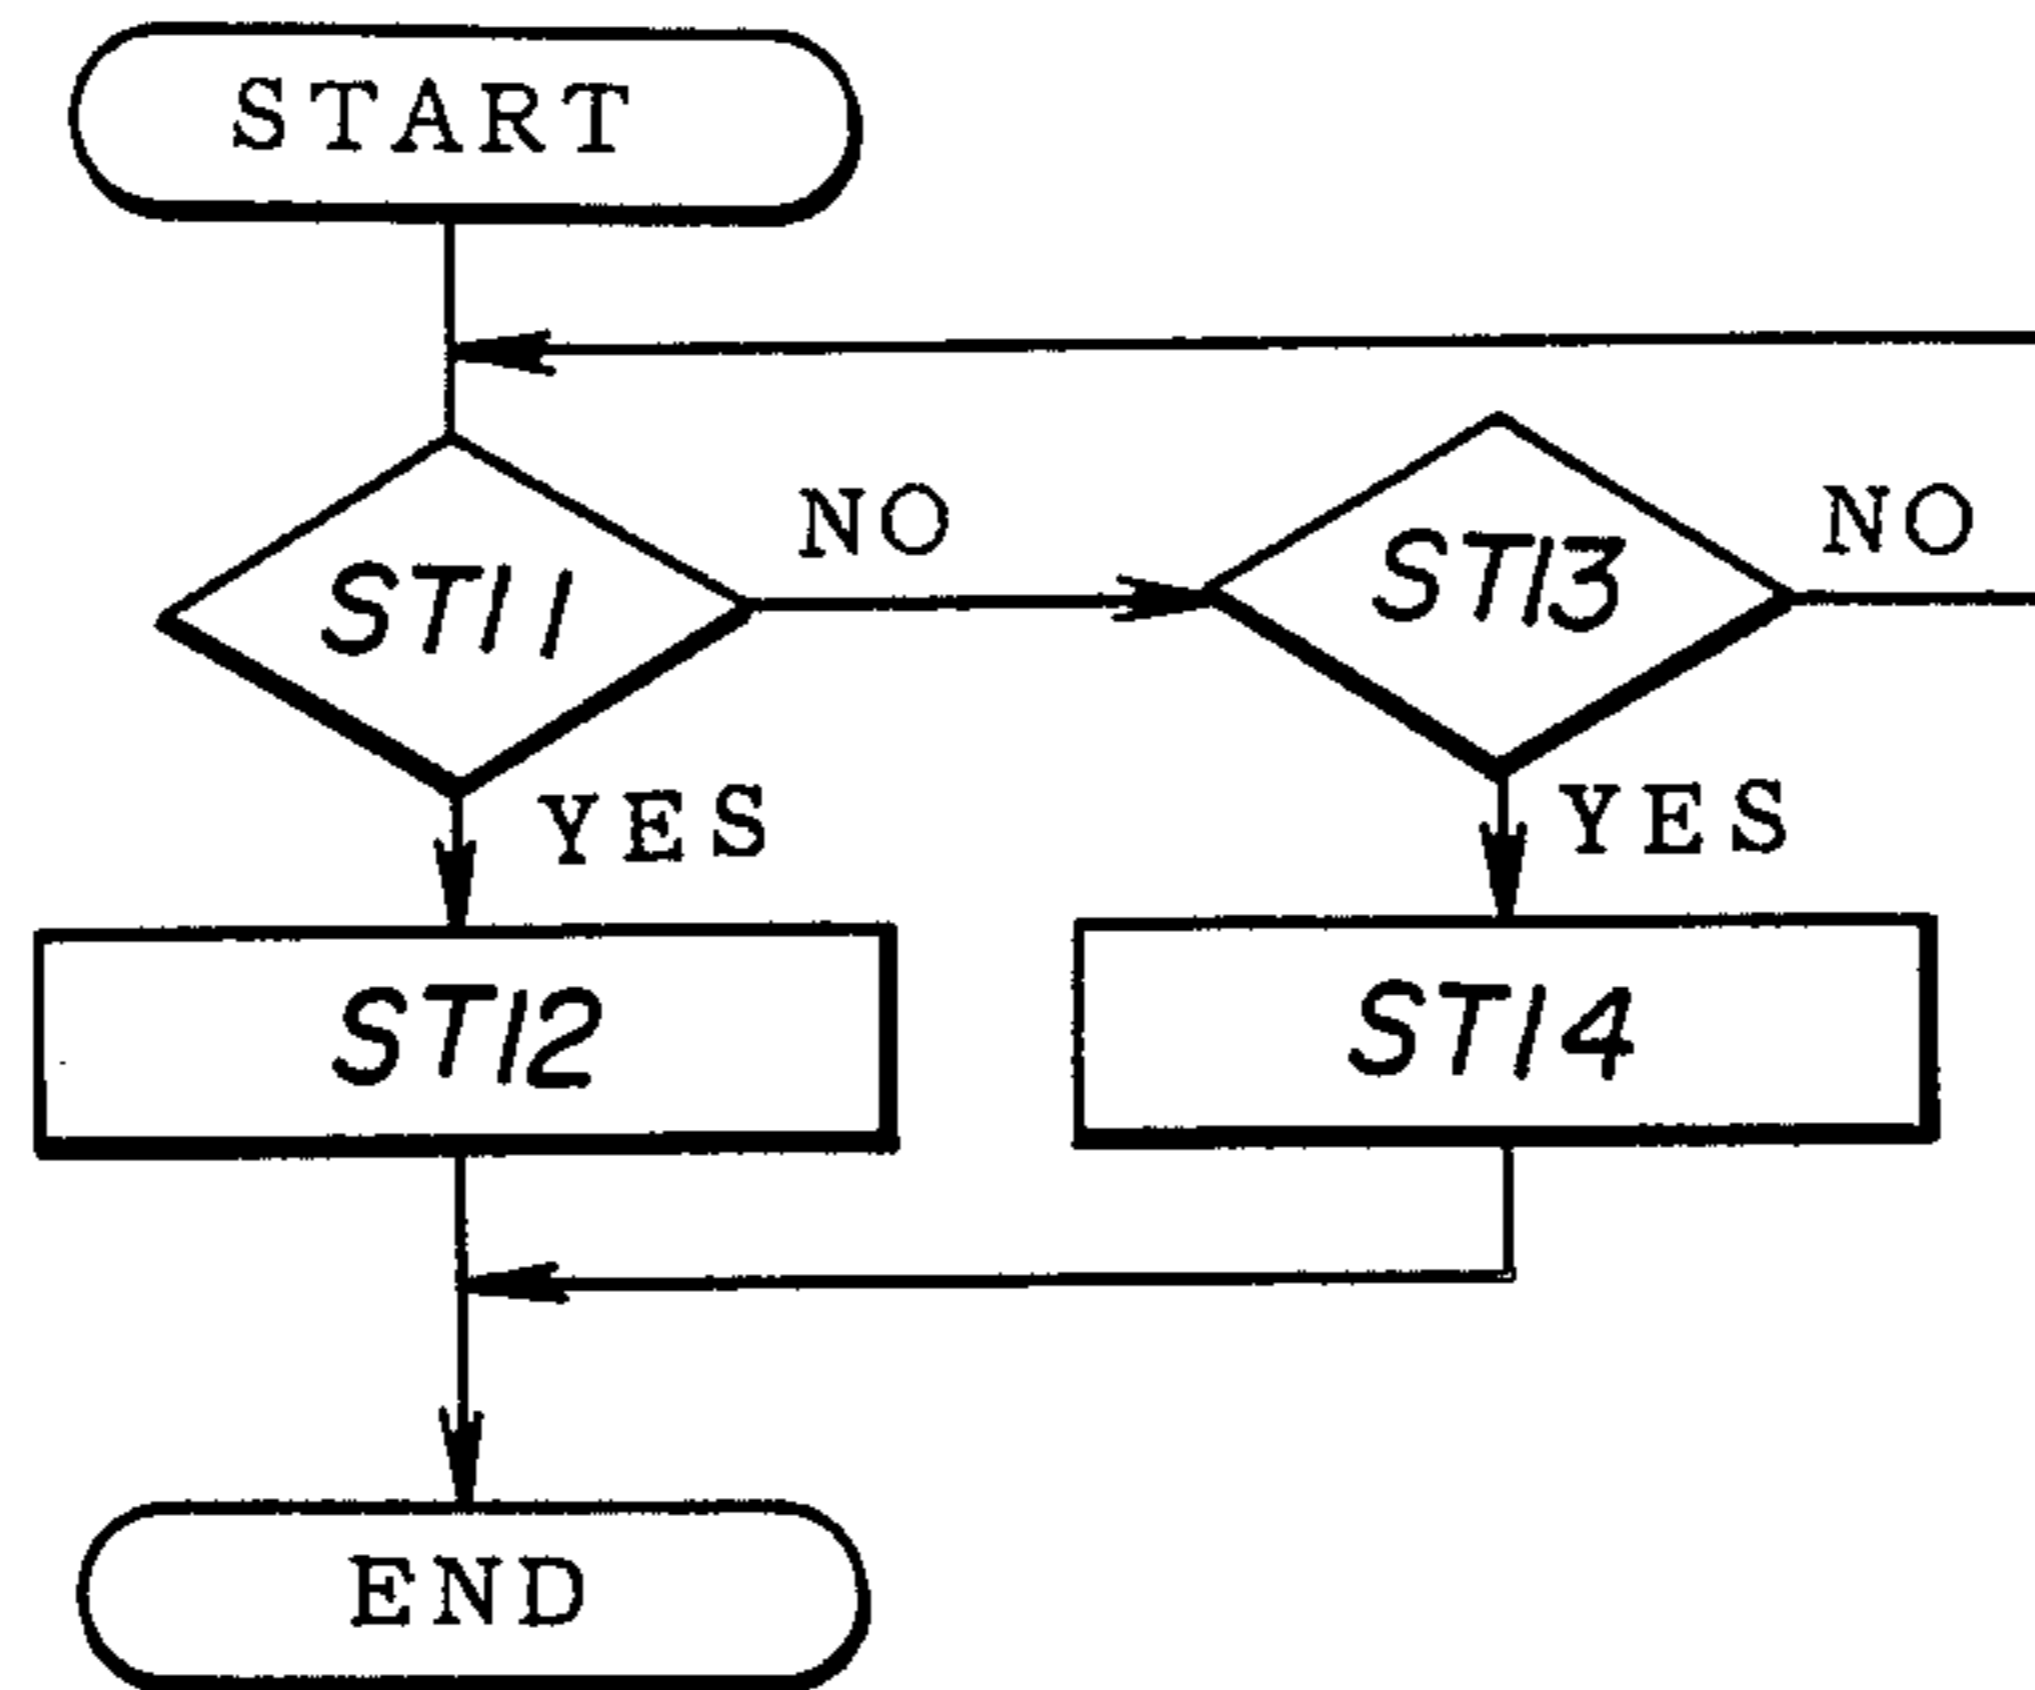 START
NO
NO
ST11
ST13
YES
YES
ST12
ST14
END